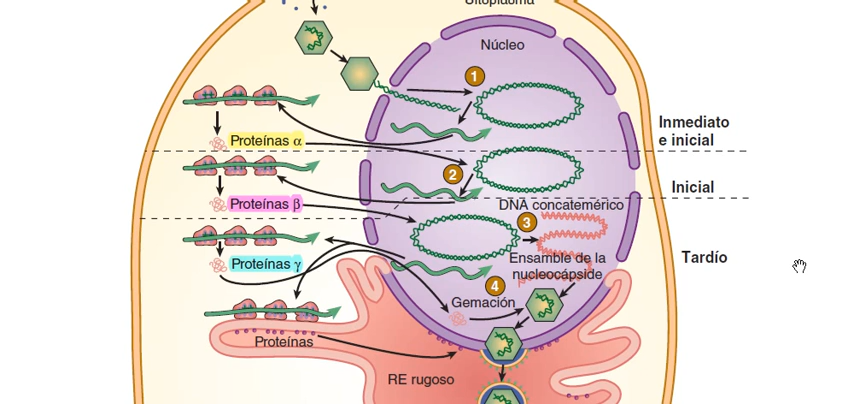 Citoplasma
Núcleo
1
Inmediato
e inicial
Proteínas α
2
Inicial
Proteínas β
DNA concatemérico
3
Tardío
Proteínas γ
Ensamble de la
nucleocápside
4
Gemación
Proteínas
RE rugoso